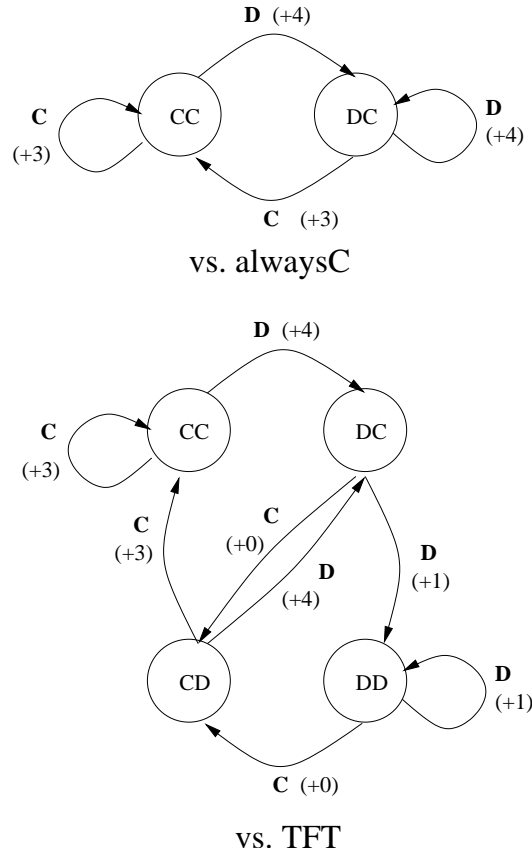 D (+4)
C
(+3)
CC
DC
D
(+4)
C (+3)
vs. alwaysC
D (+4)
C
(+3)
CC
DC
C
(+3)
C
(+0)
D
(+4)
D
(+1)
CD
DD
D
(+1)
C (+0)
vs. TFT